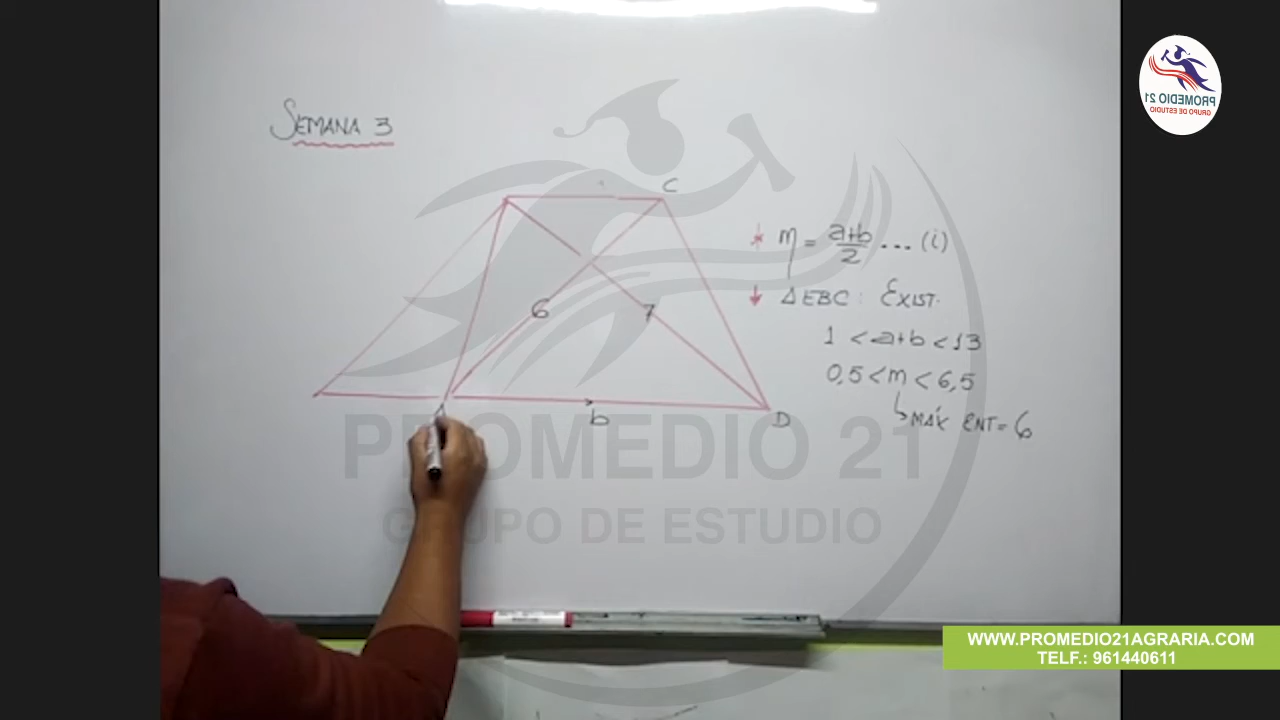 SEMANA 3
C
6
7
A
b
D
* m = a+b/2 ... (i)
↓ △EBC: EXIST.
1 < a+b < 13
0,5 < m < 6,5
↳ MÁX ENT = 6
PROMEDIO 21
GRUPO DE ESTUDIO
PROMEDIO 21
GRUPO DE ESTUDIO
WWW.PROMEDIO21AGRARIA.COM
TELF.: 961440611